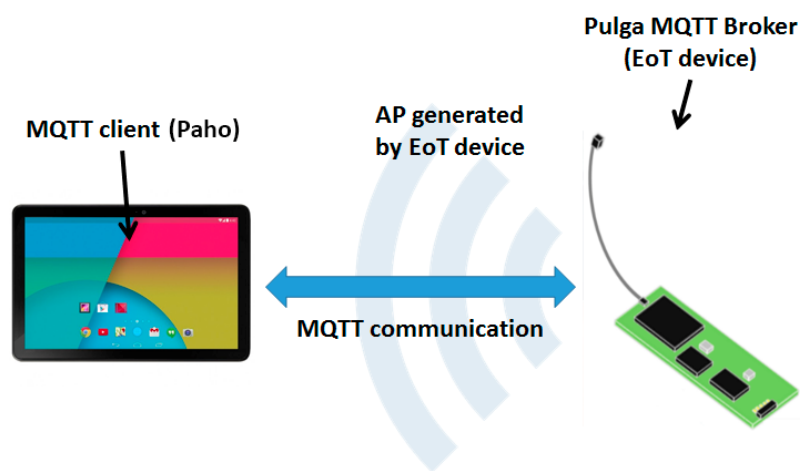 Pulga MQTT Broker
(EoT device)
AP generated
by EoT device
MQTT client (Paho)
MQTT communication